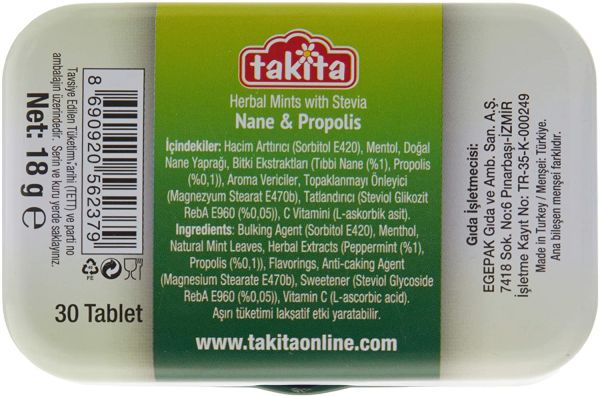 takita
Herbal Mints with Stevia
Nane & Propolis
İçindekiler: Hacim Arttırıcı (Sorbitol E420), Mentol, Doğal
Nane Yaprağı, Bitki Ekstraktları (Tıbbi Nane (%1), Propolis
(%0,1)), Aroma Vericiler, Topaklanmayı Önleyici
(Magnezyum Stearat E470b), Tatlandırıcı (Steviol Glikozit
RebA E960 (%0,05)), C Vitamini (L-askorbik asit).
Ingredients: Bulking Agent (Sorbitol E420), Menthol,
Natural Mint Leaves, Herbal Extracts (Peppermint (%1),
Propolis (%0,1)), Flavorings, Anti-caking Agent
(Magnesium Stearate E470b), Sweetener (Steviol Glycoside
RebA E960 (%0,05)), Vitamin C (L-ascorbic acid).
Aşırı tüketimi lakşatif etki yaratabilir.
www.takitaonline.com
8 690920 562379
Tavsiye Edilen Tüketim Tarihi (TETT) ve parti no
ambalajın üzerindedir. Serin ve kuru yerde saklayınız.
Net: 18 g e
PE
30 Tablet
Gıda İşletmecisi:
EGEPAK Gıda ve Amb. San. A.Ş.
7418 Sok. No:6 Pınarbaşı-İZMİR
İşletme Kayıt No: TR-35-K-000249
Made in Turkey / Menşei: Türkiye.
Ana bileşen menşei farklıdır.